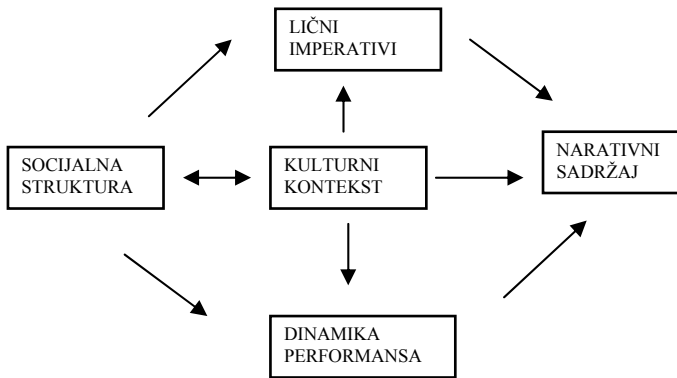 LIČNI
IMPERATIVI
SOCIJALNA
STRUKTURA
KULTURNI
KONTEKST
NARATIVNI
SADRŽAJ
DINAMIKA
PERFORMANSA